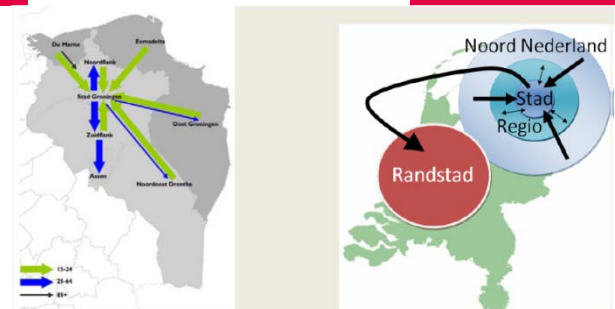 De Marne
Eemsdelta
Noordflank
Stad Groningen
Oost Groningen
Zuidflank
Assen
Noordoost Drenthe
15-24
25-64
85+
Noord Nederland
Stad
Regio
Randstad